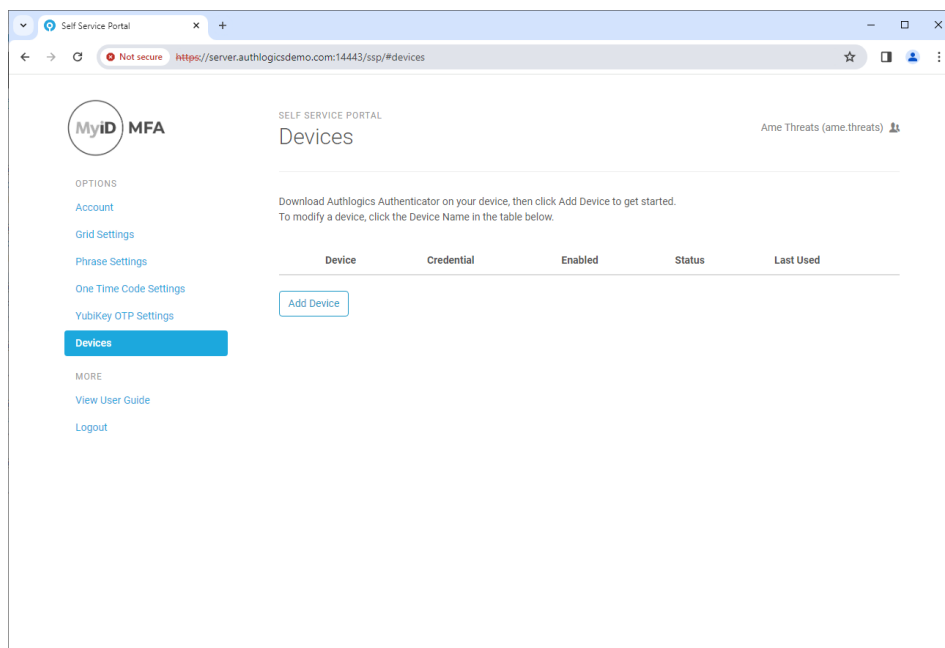 Self Service Portal
Not secure https://server.authlogicsdemo.com:14443/ssp/#devices
MyiD MFA
SELF SERVICE PORTAL
Devices
Ame Threats (ame.threats)
OPTIONS
Account
Grid Settings
Phrase Settings
One Time Code Settings
YubiKey OTP Settings
Devices
MORE
View User Guide
Logout
Download Authlogics Authenticator on your device, then click Add Device to get started.
To modify a device, click the Device Name in the table below.
Device Credential Enabled Status Last Used
Add Device